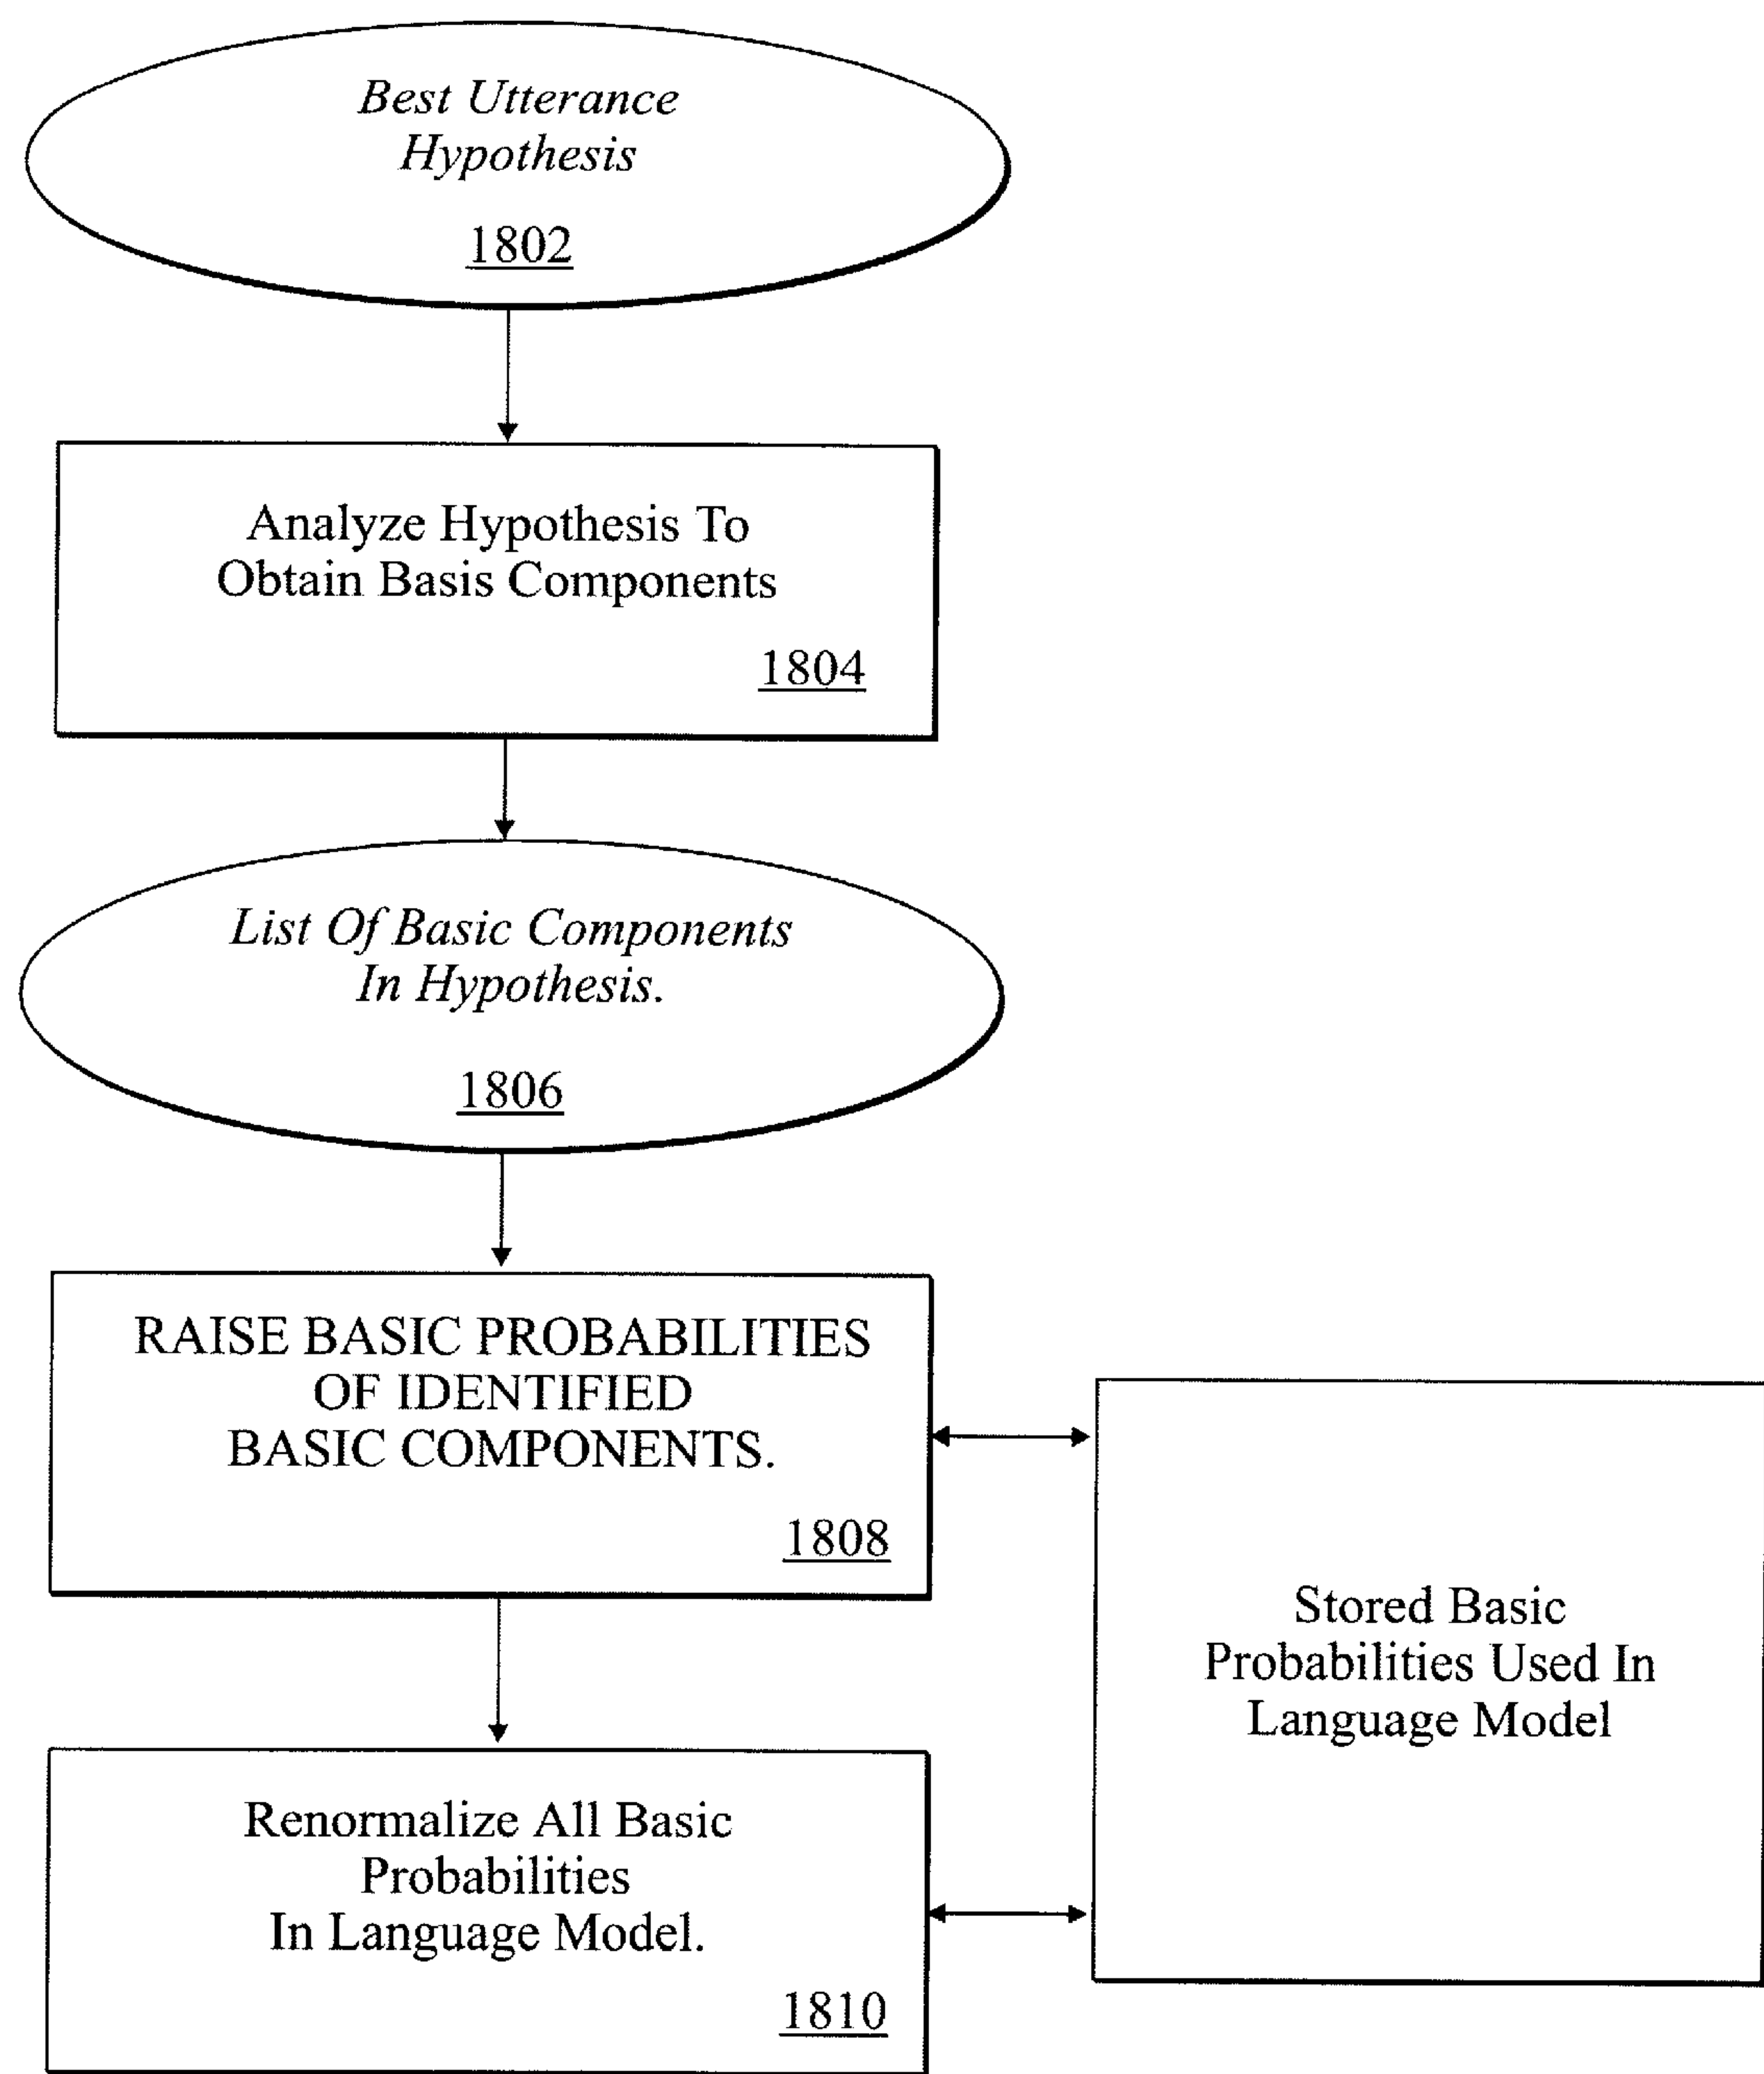 Best Utterance
Hypothesis
1802
Analyze Hypothesis To
Obtain Basis Components
1804
List Of Basic Components
In Hypothesis.
1806
RAISE BASIC PROBABILITIES
OF IDENTIFIED
BASIC COMPONENTS.
1808
Stored Basic
Probabilities Used In
Language Model
Renormalize All Basic
Probabilities
In Language Model.
1810